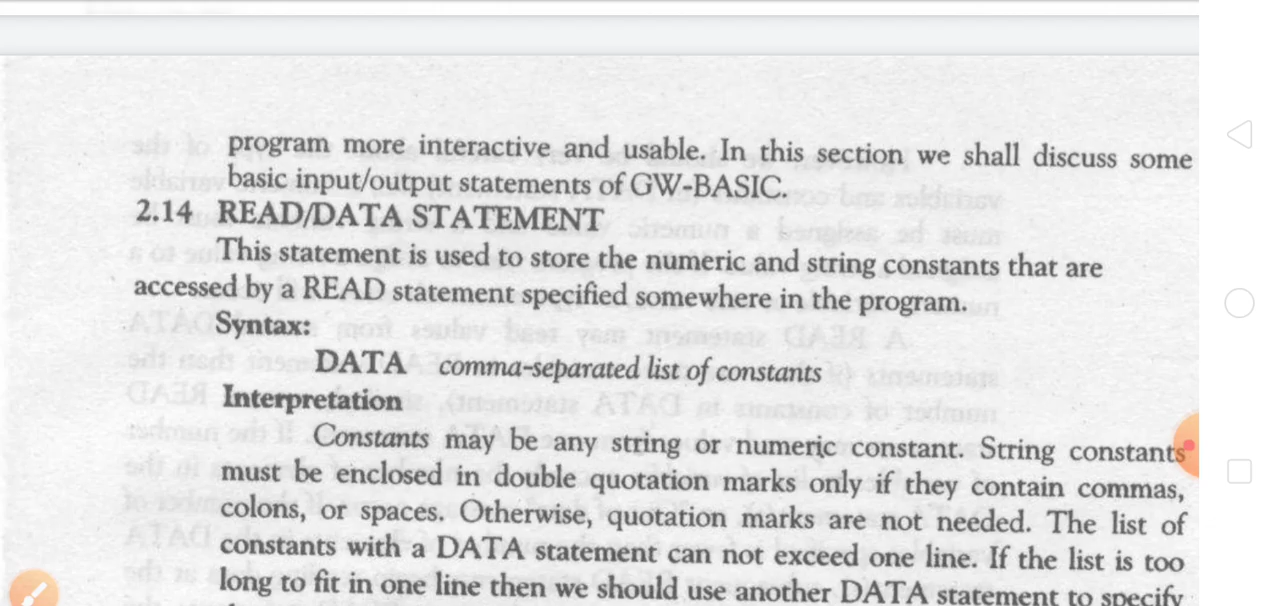 program more interactive and usable. In this section we shall discuss some
basic input/output statements of GW-BASIC.
2.14 READ/DATA STATEMENT
This statement is used to store the numeric and string constants that are
accessed by a READ statement specified somewhere in the program.
Syntax:
DATA comma-separated list of constants
Interpretation
Constants may be any string or numeric constant. String constants
must be enclosed in double quotation marks only if they contain commas,
colons, or spaces. Otherwise, quotation marks are not needed. The list of
constants with a DATA statement can not exceed one line. If the list is too
long to fit in one line then we should use another DATA statement to specify